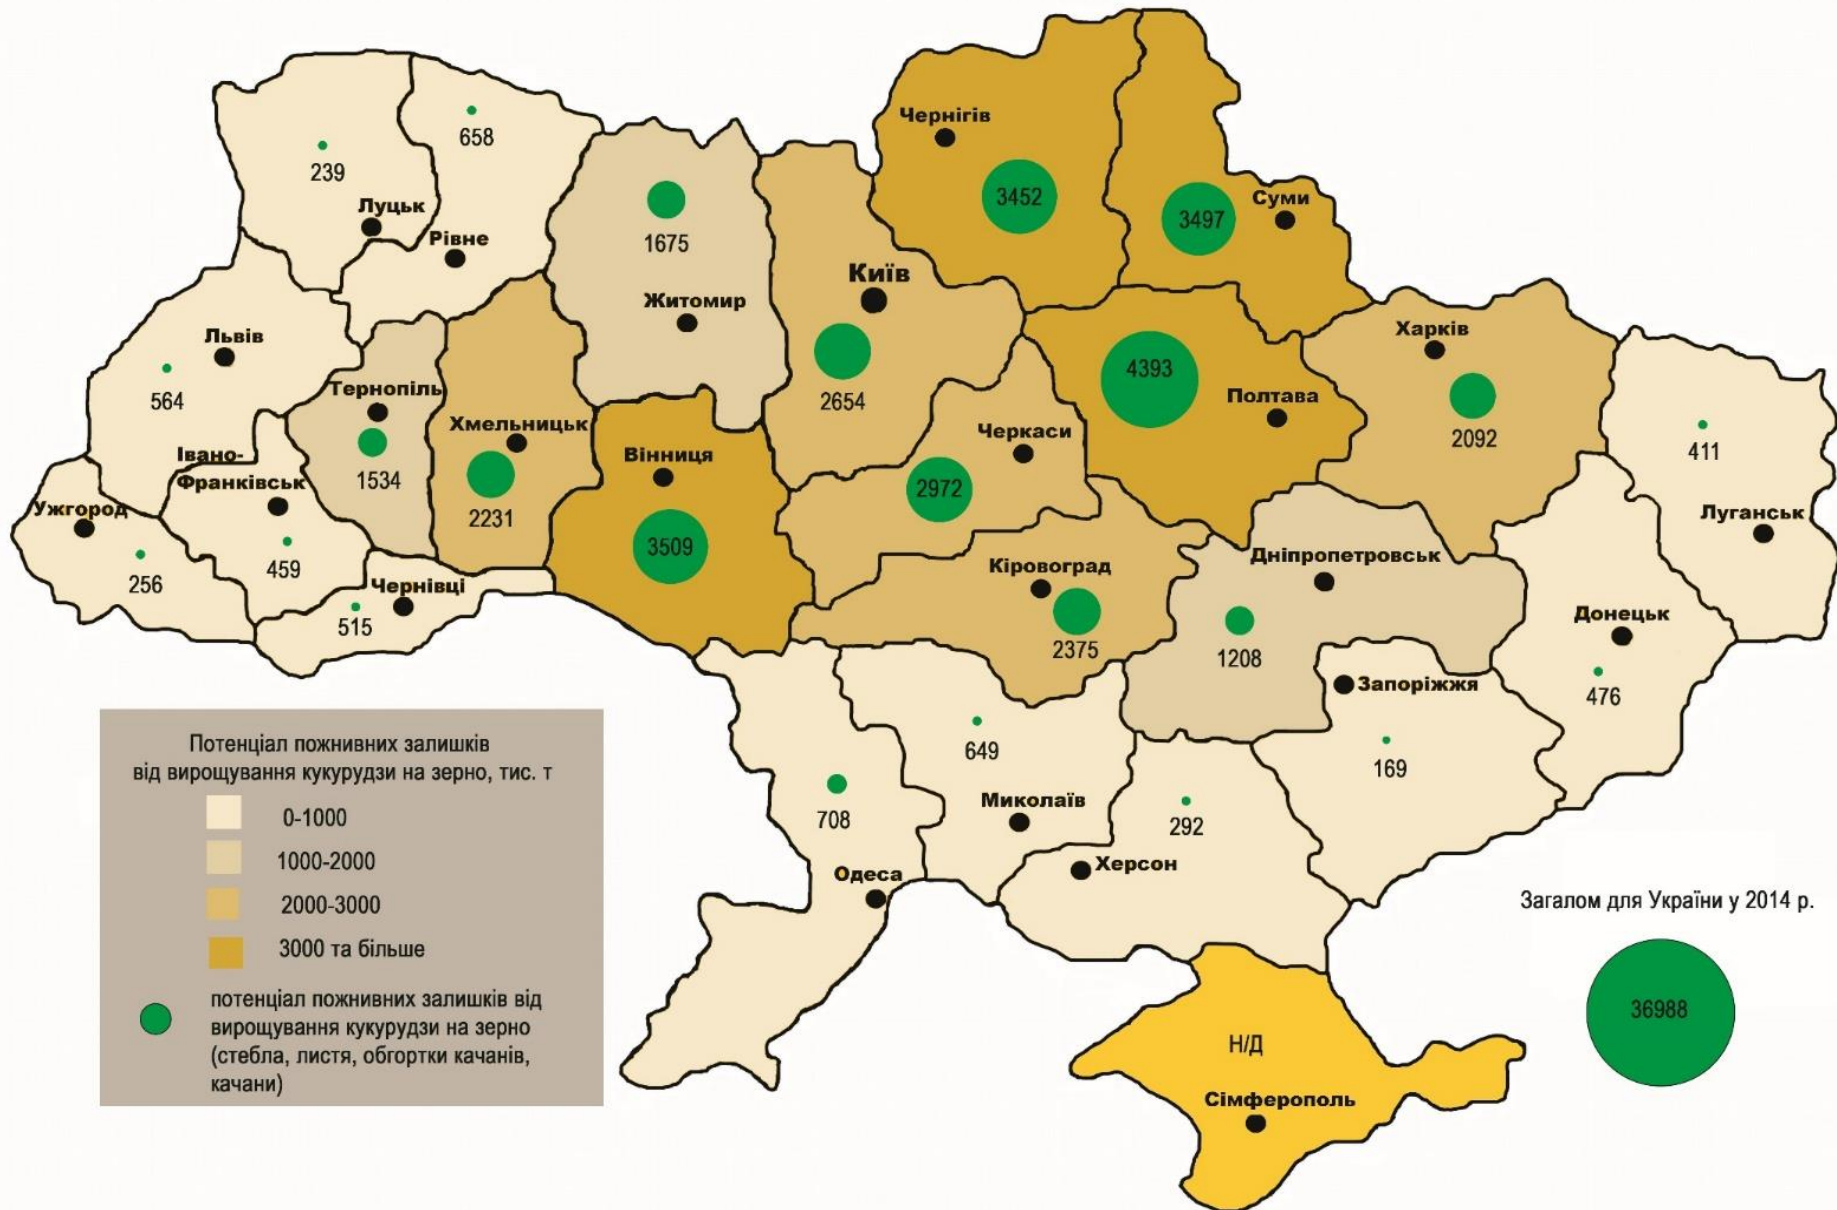 Чернігів
3452
Суми
3497
658
239
Луцьк
Рівне
1675
Житомир
Київ
2654
Львів
564
Тернопіль
1534
Хмельницьк
2231
Вінниця
3509
Черкаси
2972
4393
Полтава
Харків
2092
411
Луганськ
Івано-
Франківськ
459
Ужгород
256
Чернівці
515
Кіровоград
2375
Дніпропетровськ
1208
Донецьк
476
Запоріжжя
169
649
Миколаїв
708
Одеса
292
Херсон
Н/Д
Сімферополь
Потенціал пожнивних залишків
від вирощування кукурудзи на зерно, тис. т
0-1000
1000-2000
2000-3000
3000 та більше
потенціал пожнивних залишків від
вирощування кукурудзи на зерно
(стебла, листя, обгортки качанів,
качани)
Загалом для України у 2014 р.
36988